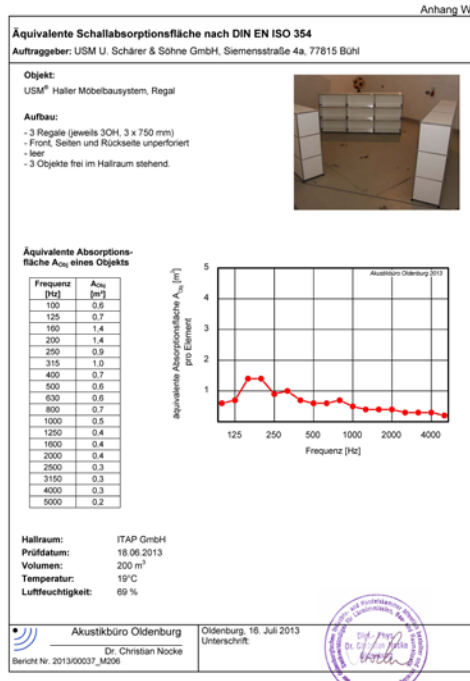 Anhang W
Äquivalente Schallabsorptionsfläche nach DIN EN ISO 354
Auftraggeber: USM U. Schärer & Söhne GmbH, Siemensstraße 4a, 77815 Bühl
Objekt:
USM® Haller Möbelbausystem, Regal
Aufbau:
- 3 Regale (jeweils 3OH, 3 x 750 mm)
- Front, Seiten und Rückseite unperforiert
- leer
- 3 Objekte frei im Hallraum stehend.
Äquivalente Absorptions-
fläche AObj eines Objekts
Frequenz AObj
[Hz] [m²]
100 0,6
125 0,7
160 1,4
200 1,4
250 0,9
315 1,0
400 0,7
500 0,6
630 0,6
800 0,7
1000 0,5
1250 0,4
1600 0,4
2000 0,4
2500 0,3
3150 0,3
4000 0,3
5000 0,2
äquivalente Absorptionsfläche AObj [m²]
pro Element
5
4
3
2
1
Akustikbüro Oldenburg 2013
125 250 500 1000 2000 4000
Frequenz [Hz]
Hallraum: ITAP GmbH
Prüfdatum: 18.06.2013
Volumen: 200 m³
Temperatur: 19°C
Luftfeuchtigkeit: 69 %
Akustikbüro Oldenburg
Dr. Christian Nocke
Bericht Nr. 2013/00037_M206
Oldenburg, 16. Juli 2013
Unterschrift:
Dipl.-Phys.
Dr. Christian Nocke